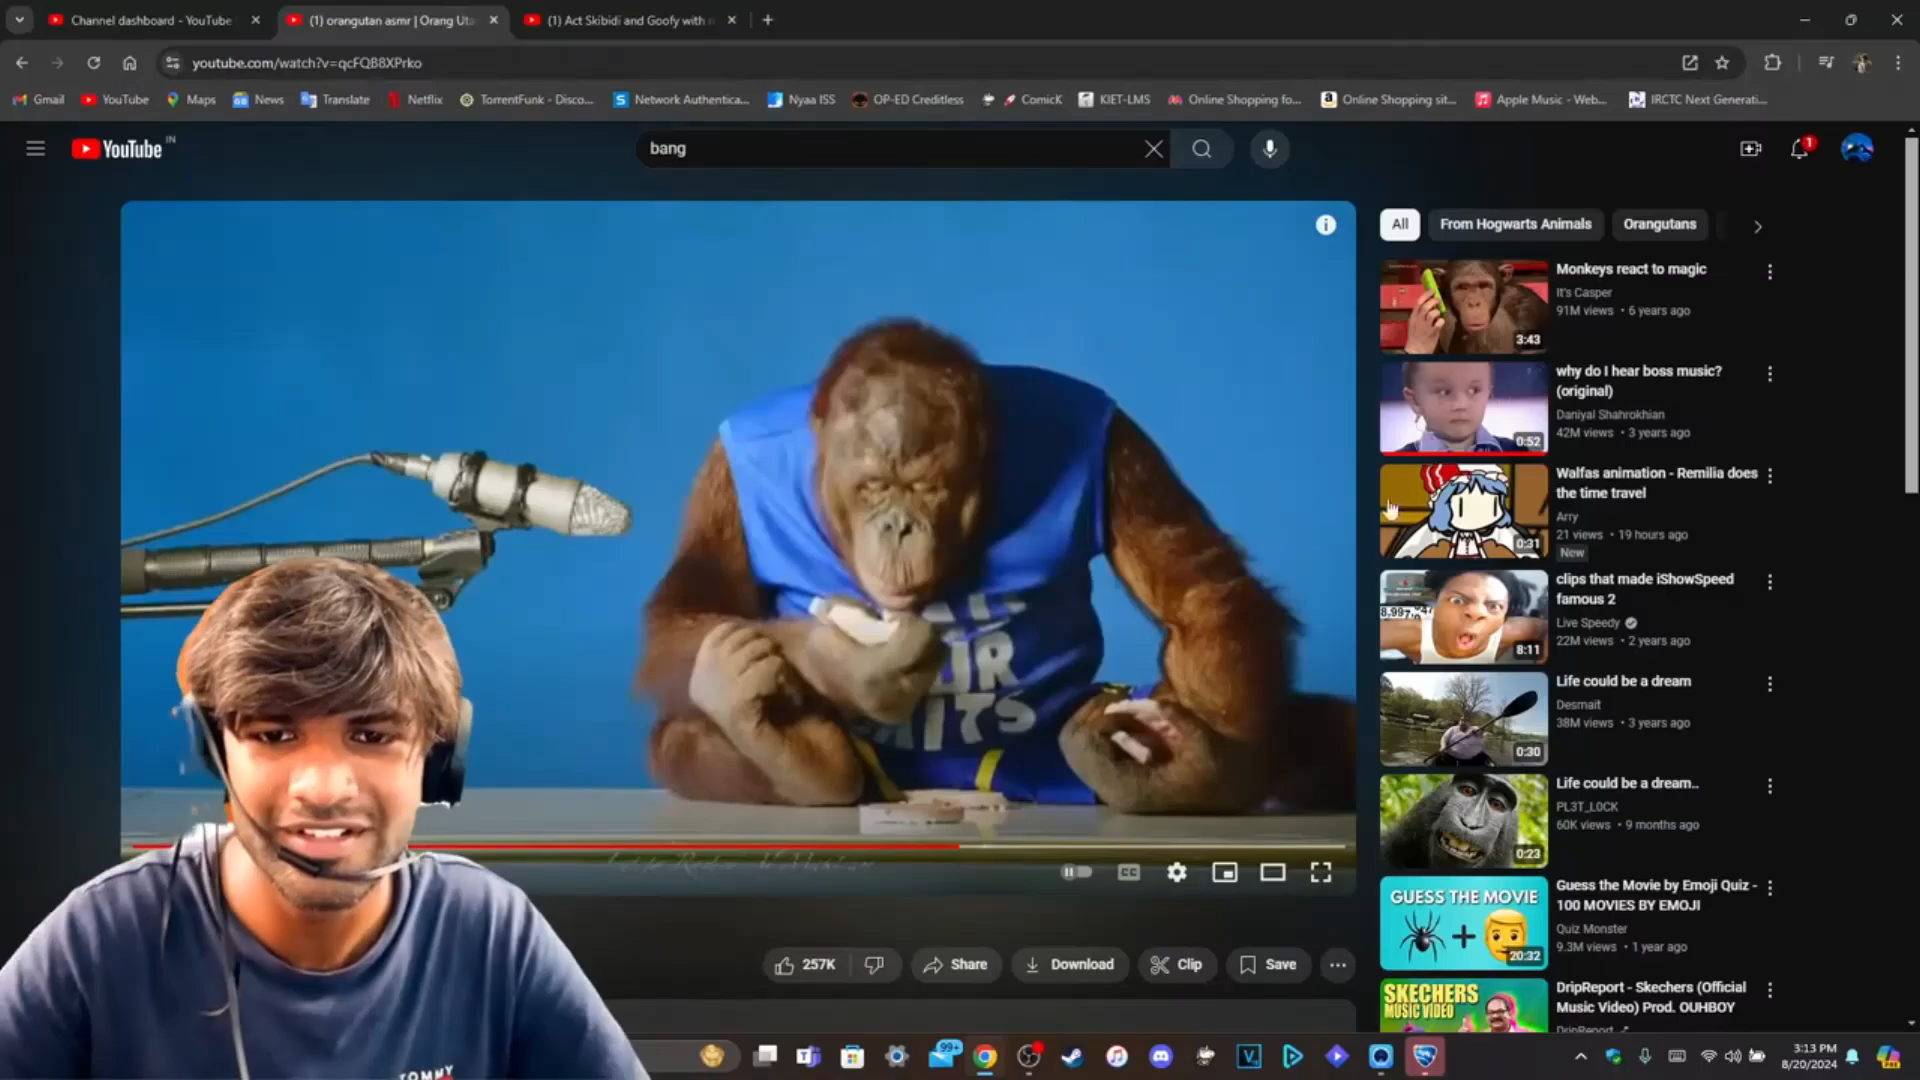 Channel dashboard - YouTube
(1) orangutan asmr | Orang Uta
(1) Act Skibidi and Goofy with
youtube.com/watch?v=qcFQB8XPrko
Gmail
YouTube
Maps
News
Translate
Netflix
TorrentFunk - Disco...
Network Authentica...
Nyaa ISS
OP-ED Creditless
ComicK
KIET-LMS
Online Shopping fo...
Online Shopping sit...
Apple Music - Web...
IRCTC Next Generati...
YouTube IN
bang
1
All
From Hogwarts Animals
Orangutans
Monkeys react to magic
It's Casper
91M views • 6 years ago
3:43
why do I hear boss music?
(original)
Daniyal Shahrokhian
42M views • 3 years ago
0:52
Walfas animation - Remilia does
the time travel
Arry
21 views • 19 hours ago
New
0:31
clips that made iShowSpeed
famous 2
Live Speedy
22M views • 2 years ago
8:11
Life could be a dream
Desmait
38M views • 3 years ago
0:30
Life could be a dream..
PL3T_L0CK
60K views • 9 months ago
0:23
GUESS THE MOVIE
+
20:32
Guess the Movie by Emoji Quiz -
100 MOVIES BY EMOJI
Quiz Monster
9.3M views • 1 year ago
SKECHERS
MUSIC VIDEO
DripReport - Skechers (Official
Music Video) Prod. OUHBOY
DripReport
CC
257K
Share
Download
Clip
Save
TOMMY
99+
3:13 PM
8/20/2024